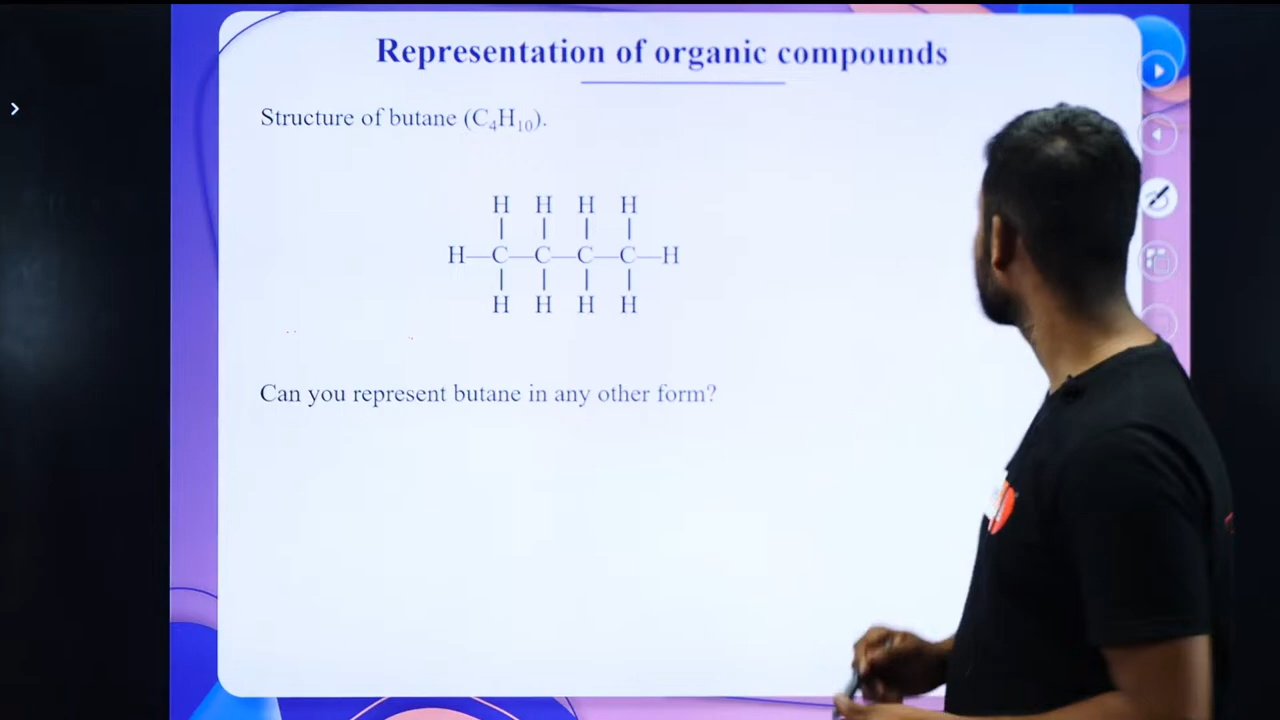 Representation of organic compounds
Structure of butane (C₄H₁₀).
H H H H
H—C—C—C—C—H
H H H H
Can you represent butane in any other form?